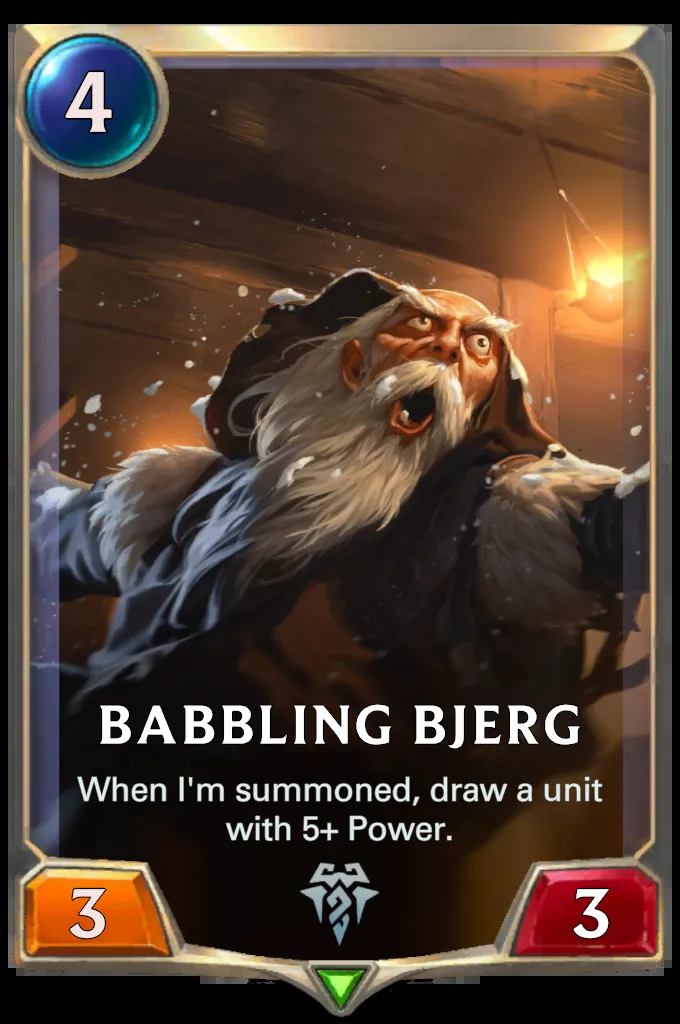 4
BABBLING BJERG
When I'm summoned, draw a unit
with 5+ Power.
3
3